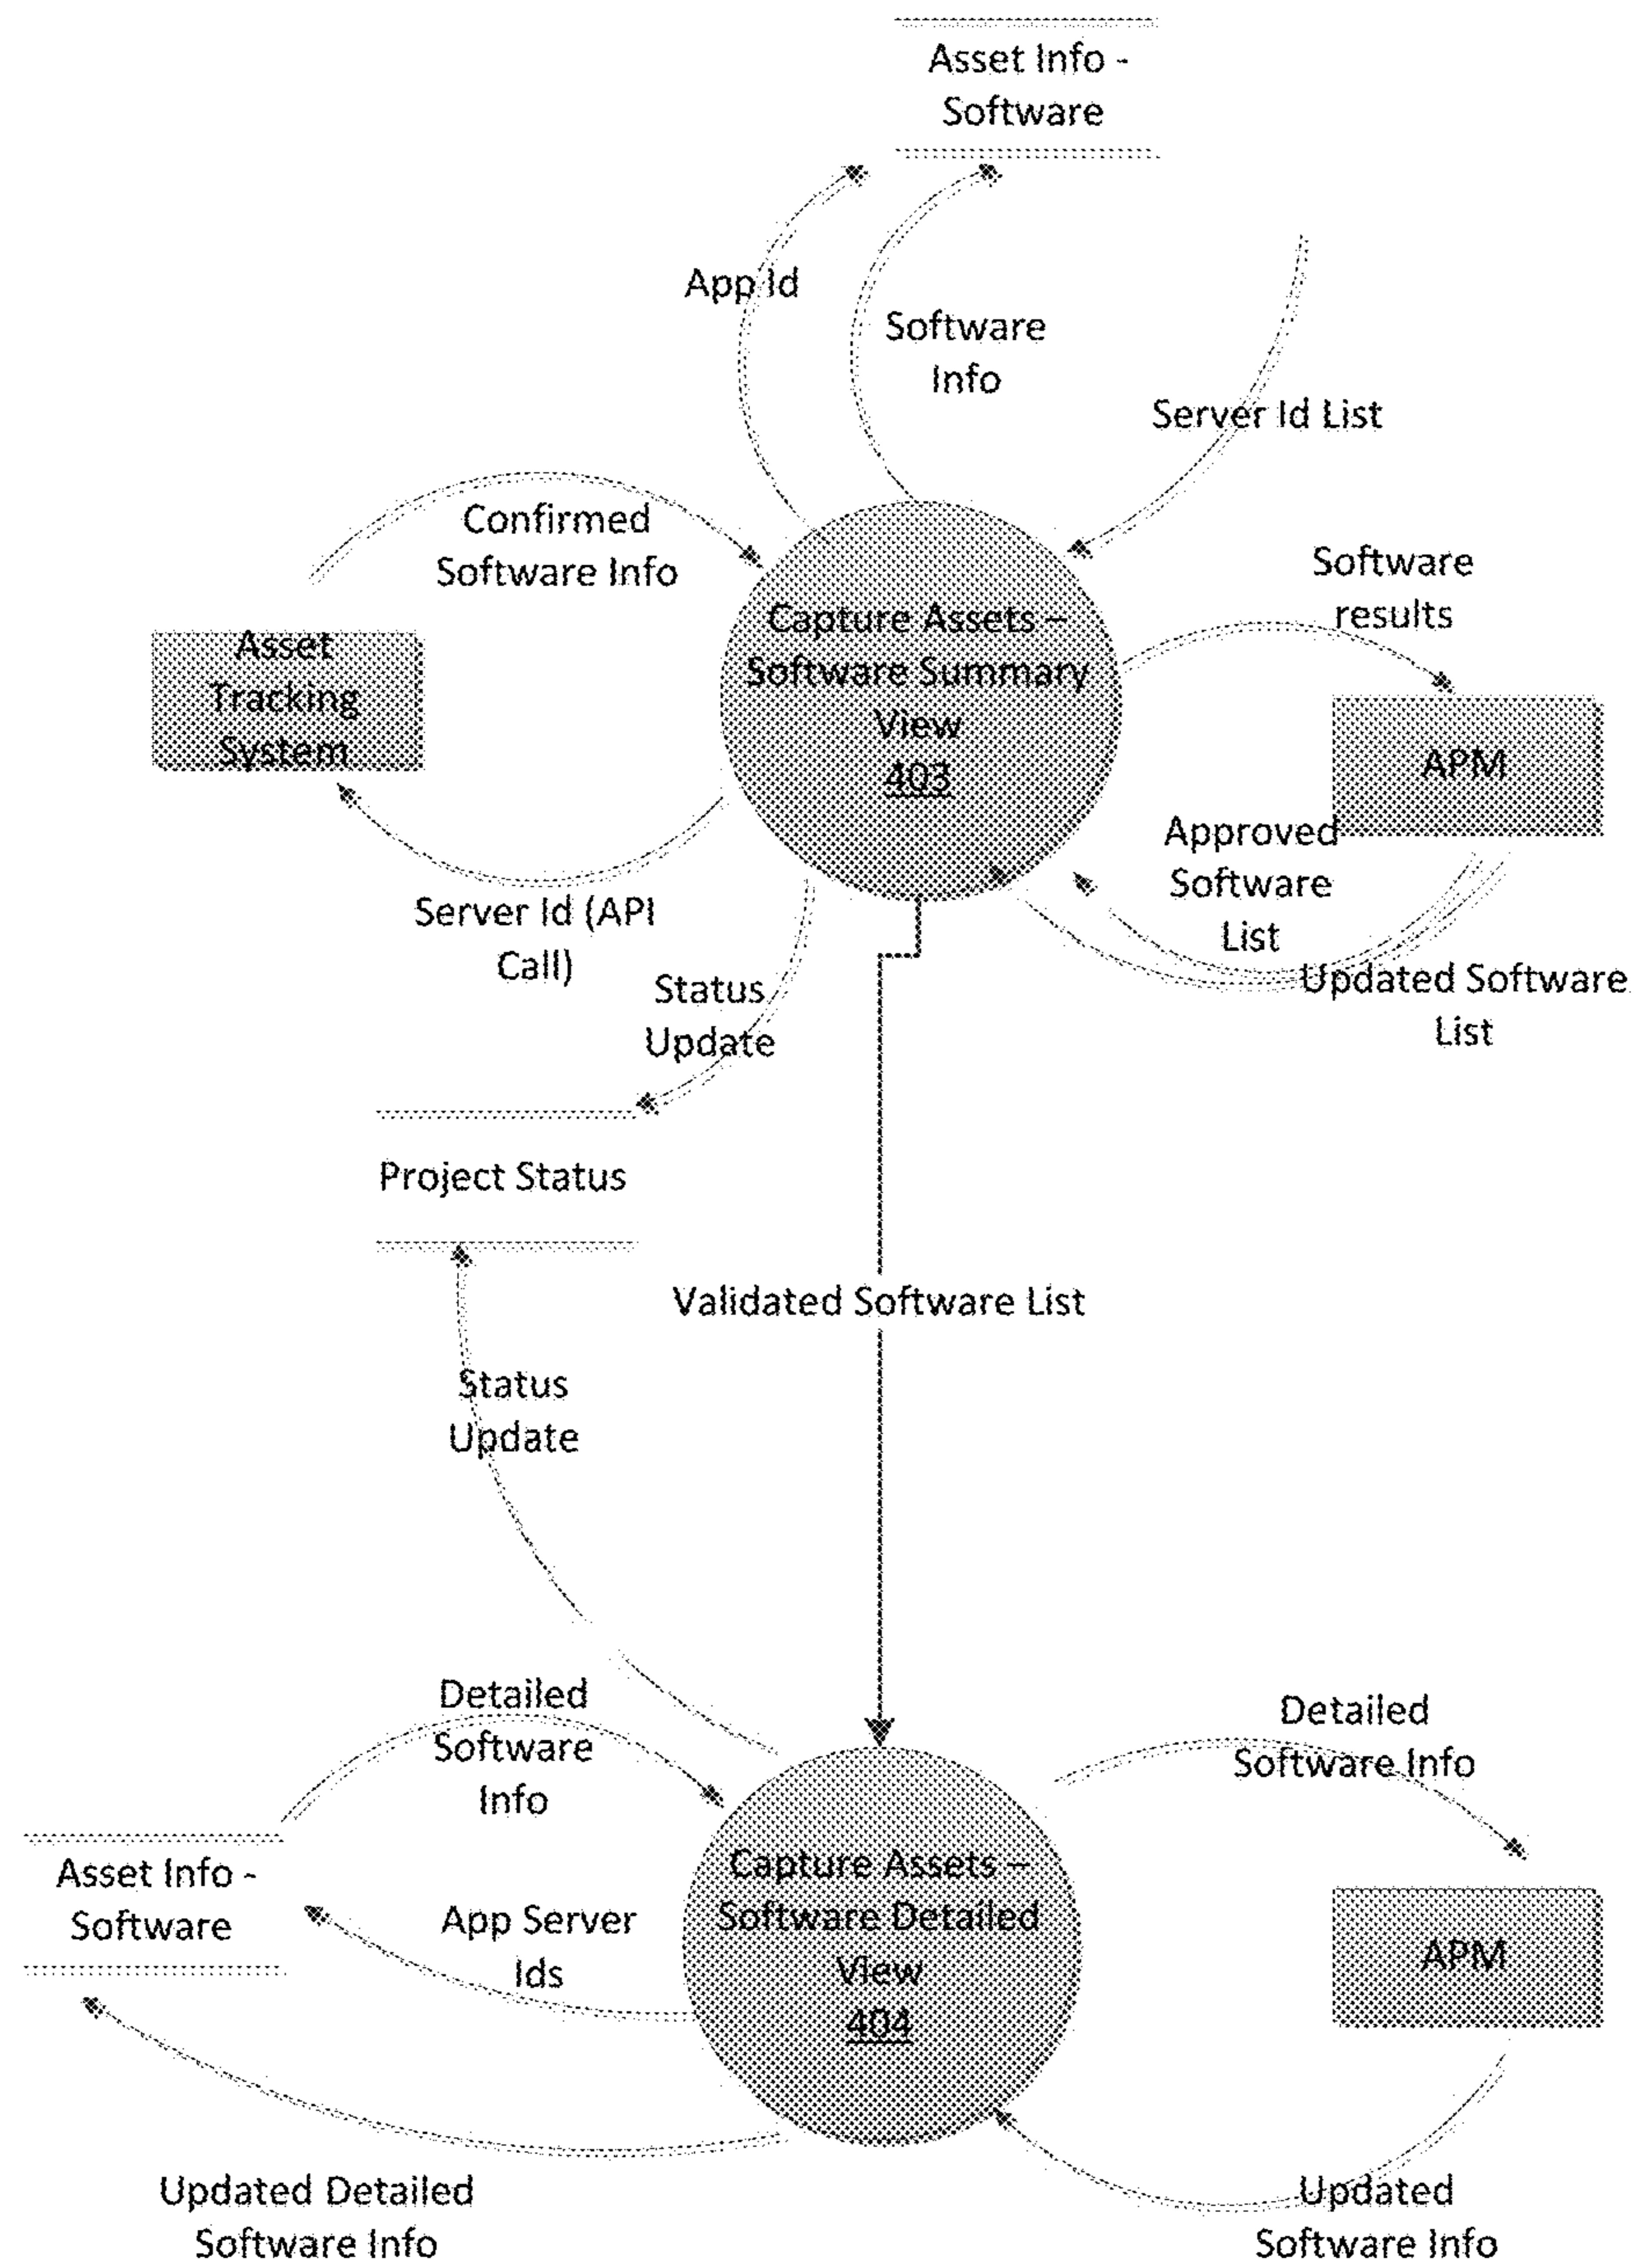 Asset Info -
Software
App Id
Software
Info
Server Id List
Confirmed
Software Info
Software
results
Asset
Tracking
System
Capture Assets –
Software Summary
View
403
APM
Approved
Software
List
Server Id (API
Call)
Updated Software
List
Status
Update
Project Status
Validated Software List
Status
Update
Detailed
Software
Info
Detailed
Software Info
Asset Info -
Software
App Server
Ids
Capture Assets –
Software Detailed
View
404
APM
Updated Detailed
Software Info
Updated
Software Info